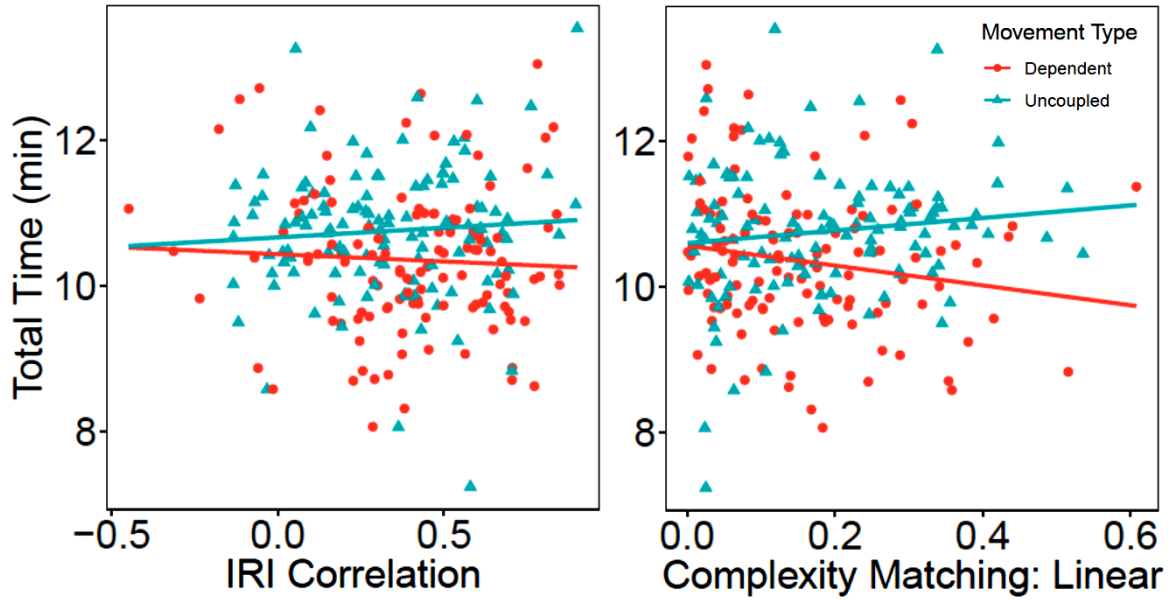 Total Time (min)
12
10
8
−0.5
0.0
0.5
IRI Correlation
Movement Type
Dependent
Uncoupled
12
10
8
0.0
0.2
0.4
0.6
Complexity Matching: Linear